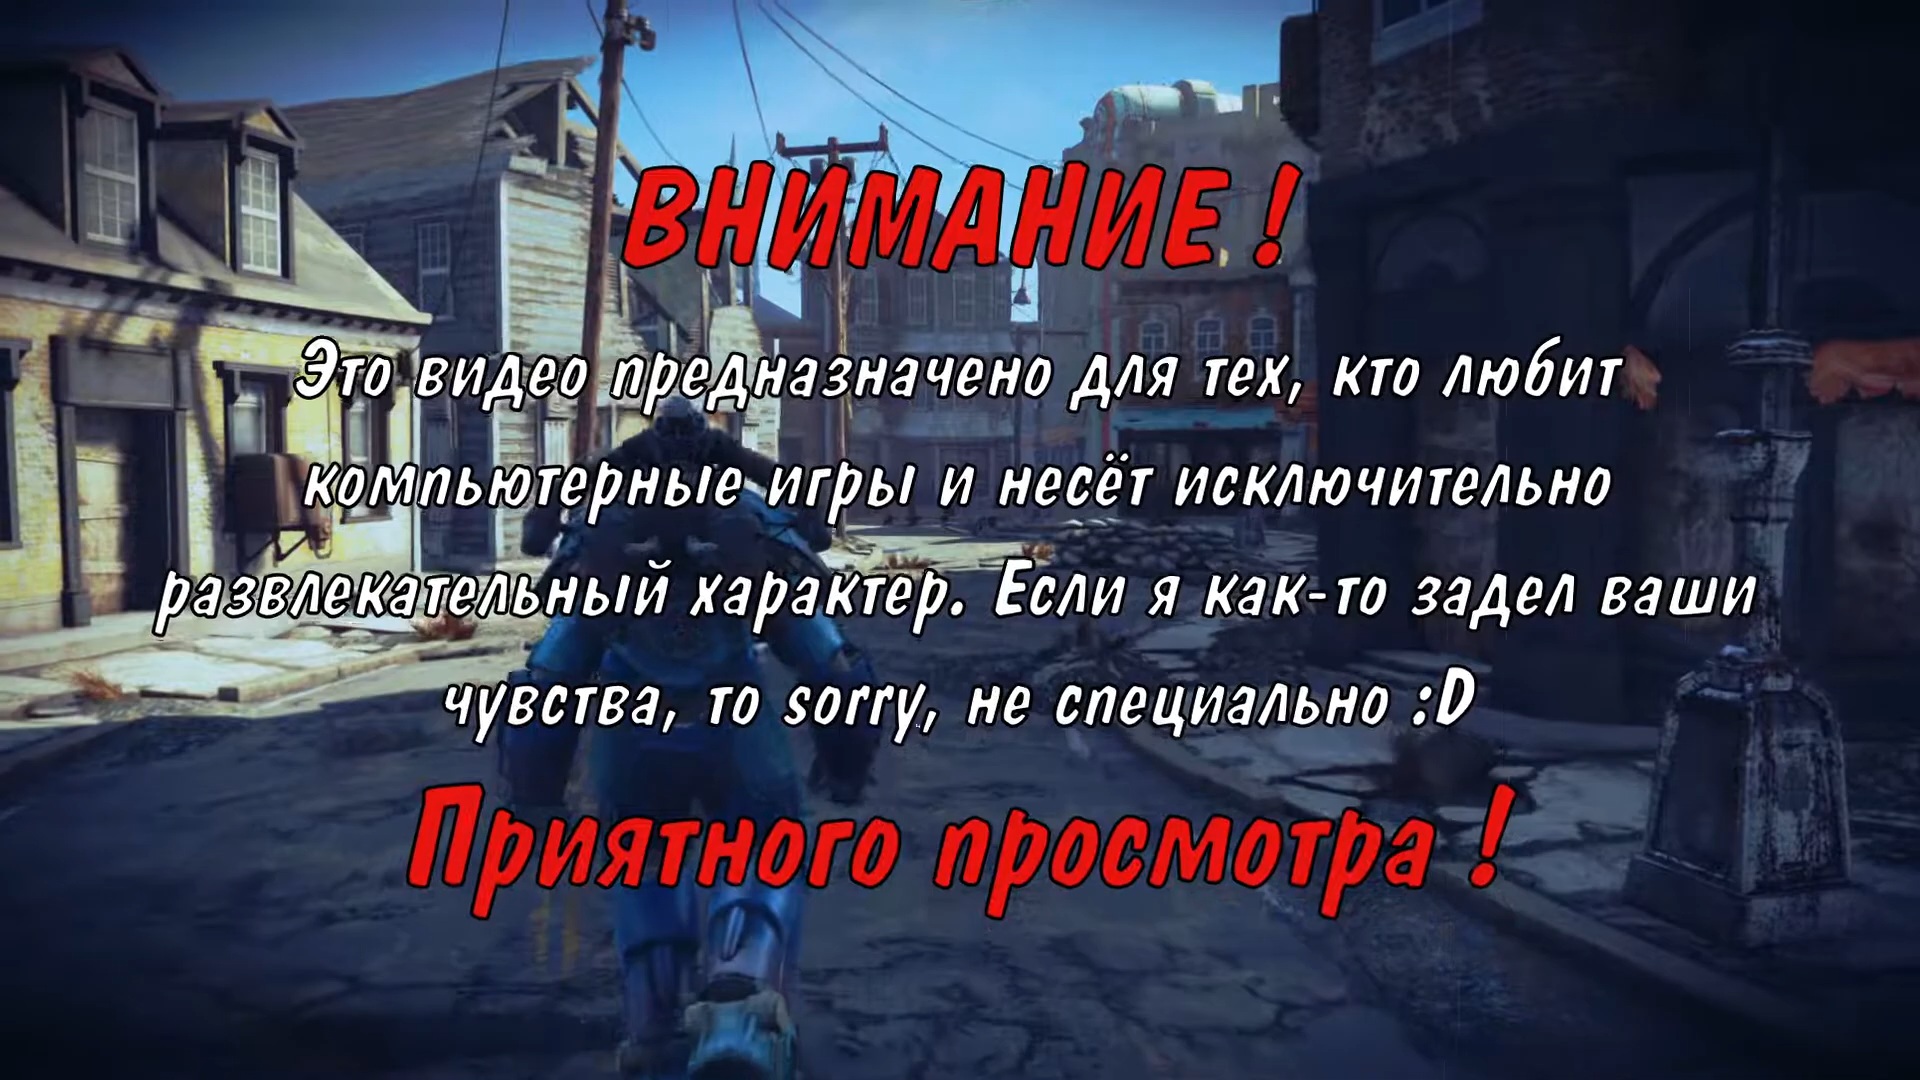 ВНИМАНИЕ !
Это видео предназначено для тех, кто любит
компьютерные игры и несёт исключительно
развлекательный характер. Если я как-то задел ваши
чувства, то sorry, не специально :D
Приятного просмотра !